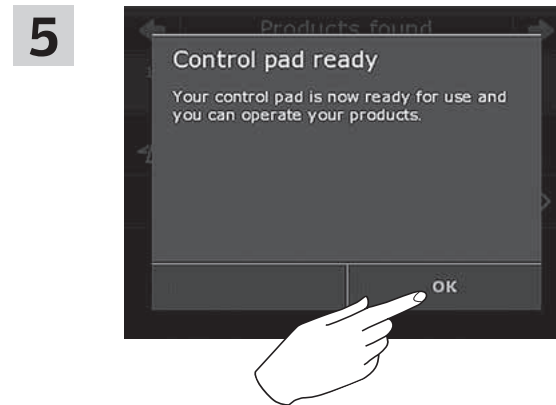 5
Products found
Control pad ready
Your control pad is now ready for use and
you can operate your products.
OK